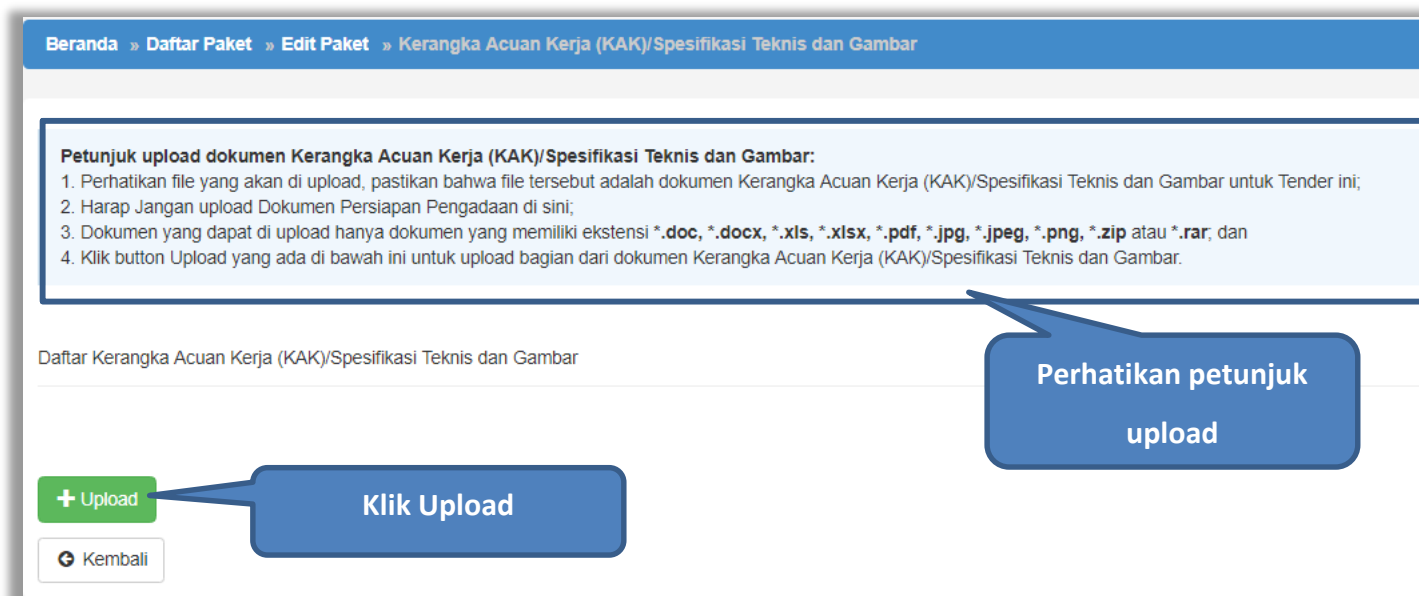 Beranda » Daftar Paket » Edit Paket » Kerangka Acuan Kerja (KAK)/Spesifikasi Teknis dan Gambar
Petunjuk upload dokumen Kerangka Acuan Kerja (KAK)/Spesifikasi Teknis dan Gambar:
1. Perhatikan file yang akan di upload, pastikan bahwa file tersebut adalah dokumen Kerangka Acuan Kerja (KAK)/Spesifikasi Teknis dan Gambar untuk Tender ini;
2. Harap Jangan upload Dokumen Persiapan Pengadaan di sini;
3. Dokumen yang dapat di upload hanya dokumen yang memiliki ekstensi *.doc, *.docx, *.xls, *.xlsx, *.pdf, *.jpg, *.jpeg, *.png, *.zip atau *.rar; dan
4. Klik button Upload yang ada di bawah ini untuk upload bagian dari dokumen Kerangka Acuan Kerja (KAK)/Spesifikasi Teknis dan Gambar.
Daftar Kerangka Acuan Kerja (KAK)/Spesifikasi Teknis dan Gambar
Perhatikan petunjuk
upload
+ Upload
Klik Upload
Kembali